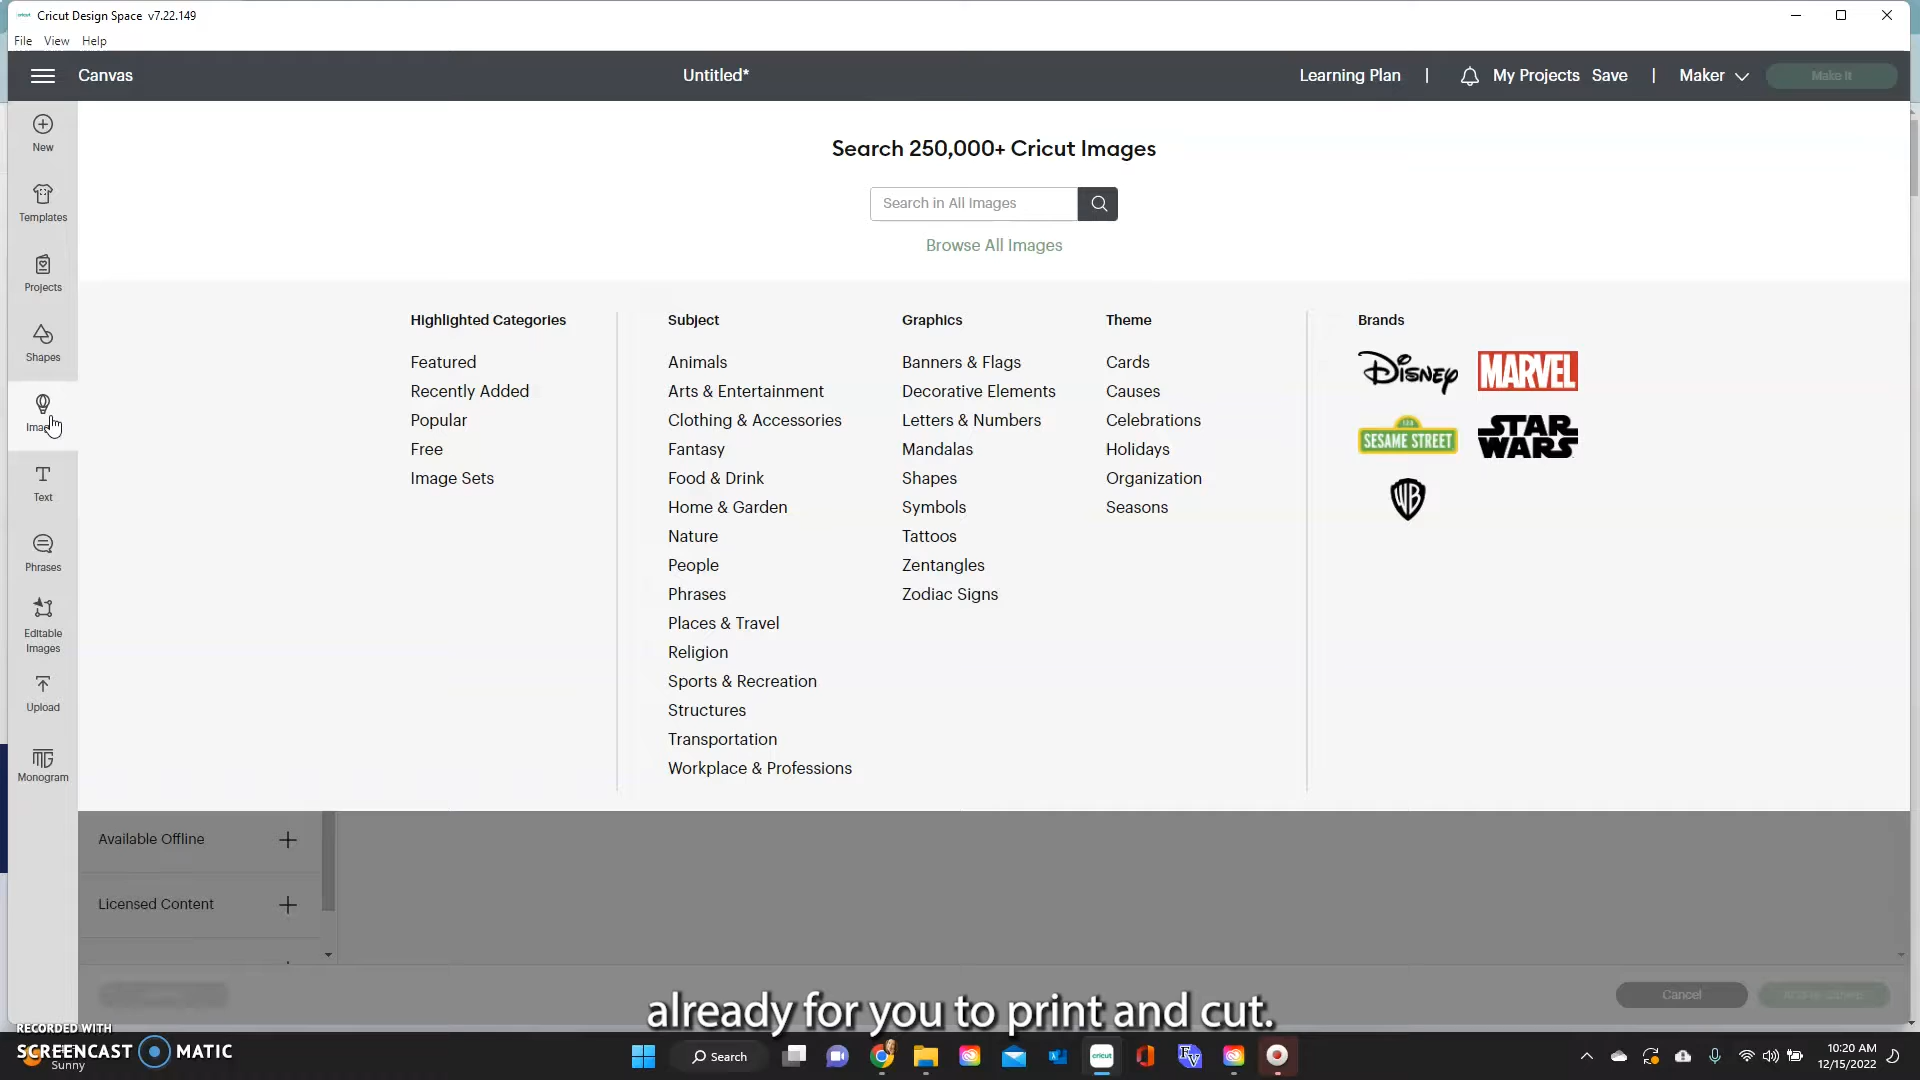 Cricut Design Space v7.22.149
File View Help
Canvas
Untitled*
Learning Plan | My Projects Save | Maker Make It
New
Templates
Projects
Shapes
Text
Phrases
Editable
Images
Upload
Monogram
Search 250,000+ Cricut Images
Search in All Images
Browse All Images
Highlighted Categories
Featured
Recently Added
Popular
Free
Image Sets
Subject
Animals
Arts & Entertainment
Clothing & Accessories
Fantasy
Food & Drink
Home & Garden
Nature
People
Phrases
Places & Travel
Religion
Sports & Recreation
Structures
Transportation
Workplace & Professions
Graphics
Banners & Flags
Decorative Elements
Letters & Numbers
Mandalas
Shapes
Symbols
Tattoos
Zentangles
Zodiac Signs
Theme
Cards
Causes
Celebrations
Holidays
Organization
Seasons
Brands
Disney
MARVEL
123
SESAME STREET
STAR
WARS
WB
Available Offline
Licensed Content
Cancel
already for you to print and cut.
RECORDED WITH
SCREENCAST MATIC
Sunny
Search
cricut
10:20 AM
12/15/2022